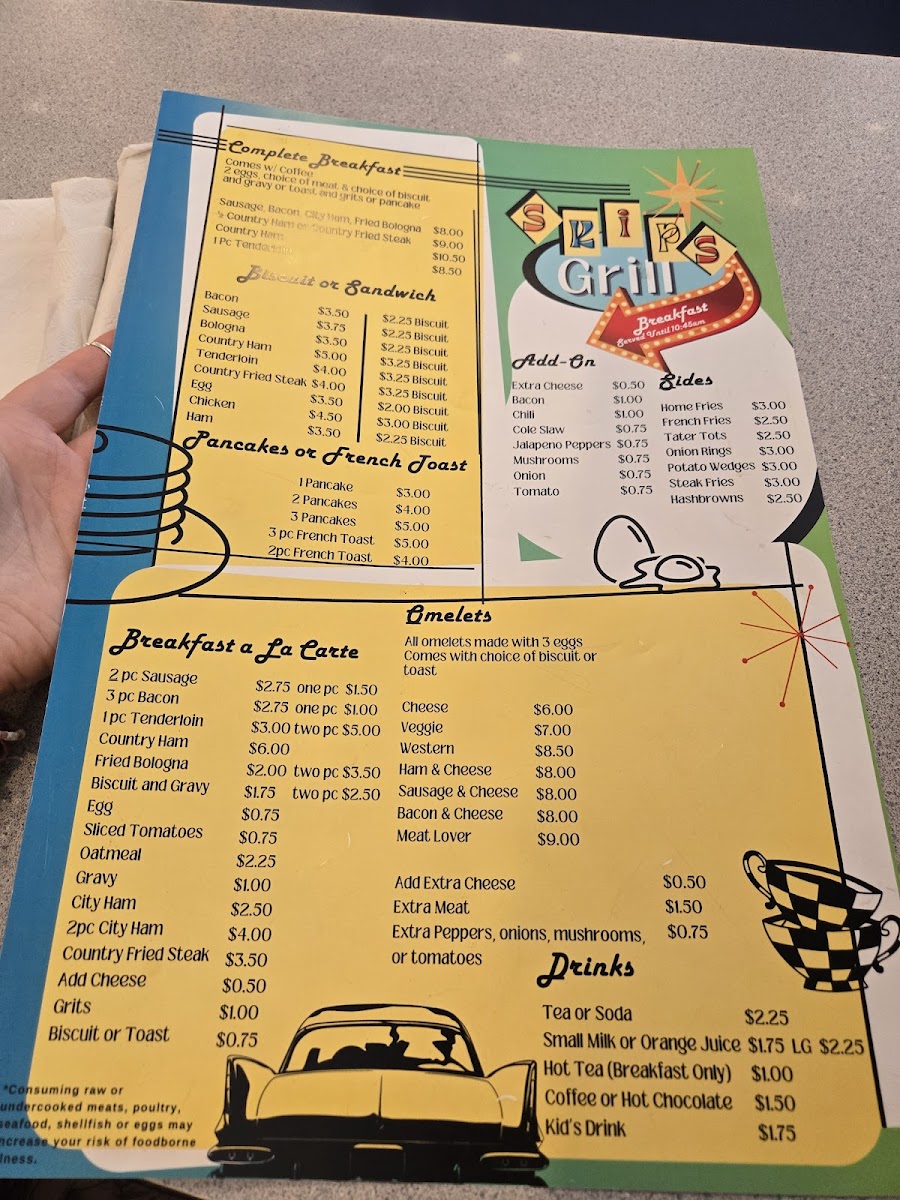 Complete Breakfast
Comes w/ Coffee
2 eggs, choice of meat, & choice of biscuit
and gravy or toast, and grits or pancake
Sausage, Bacon, City Ham, Fried Bologna $8.00
Country Ham or Country Fried Steak $9.00
Country Ham $10.50
1 Pc Tenderloin $8.50
Biscuit or Sandwich
Bacon $3.50 $2.25 Biscuit
Sausage $3.75 $2.25 Biscuit
Bologna $3.50 $2.25 Biscuit
Country Ham $5.00 $3.25 Biscuit
Tenderloin $4.00 $3.25 Biscuit
Country Fried Steak $4.00 $3.25 Biscuit
Egg $3.50 $2.00 Biscuit
Chicken $4.50 $3.00 Biscuit
Ham $3.50 $2.25 Biscuit
Pancakes or French Toast
1 Pancake $3.00
2 Pancakes $4.00
3 Pancakes $5.00
3 pc French Toast $5.00
2pc French Toast $4.00
SKiPS
Grill
Breakfast
Served Until 10:45am
Add-On
Extra Cheese $0.50
Bacon $1.00
Chili $1.00
Cole Slaw $0.75
Jalapeno Peppers $0.75
Mushrooms $0.75
Onion $0.75
Tomato $0.75
Sides
Home Fries $3.00
French Fries $2.50
Tater Tots $2.50
Onion Rings $3.00
Potato Wedges $3.00
Steak Fries $3.00
Hashbrowns $2.50
Breakfast a La Carte
2 pc Sausage $2.75 one pc $1.50
3 pc Bacon $2.75 one pc $1.00
1 pc Tenderloin $3.00 two pc $5.00
Country Ham $6.00
Fried Bologna $2.00 two pc $3.50
Biscuit and Gravy $1.75 two pc $2.50
Egg $0.75
Sliced Tomatoes $0.75
Oatmeal $2.25
Gravy $1.00
City Ham $2.50
2pc City Ham $4.00
Country Fried Steak $3.50
Add Cheese $0.50
Grits $1.00
Biscuit or Toast $0.75
*Consuming raw or
undercooked meats, poultry,
seafood, shellfish or eggs may
ncrease your risk of foodborne
lness.
Omelets
All omelets made with 3 eggs
Comes with choice of biscuit or
toast
Cheese $6.00
Veggie $7.00
Western $8.50
Ham & Cheese $8.00
Sausage & Cheese $8.00
Bacon & Cheese $8.00
Meat Lover $9.00
Add Extra Cheese $0.50
Extra Meat $1.50
Extra Peppers, onions, mushrooms, $0.75
or tomatoes
Drinks
Tea or Soda $2.25
Small Milk or Orange Juice $1.75 LG $2.25
Hot Tea (Breakfast Only) $1.00
Coffee or Hot Chocolate $1.50
Kid's Drink $1.75